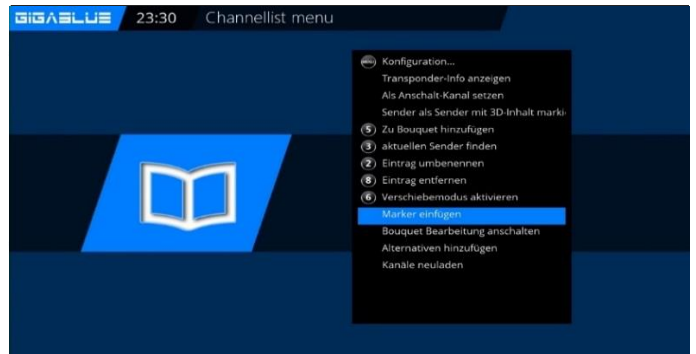 GIGABLUE 23:30 Channellist menu
MENU Konfiguration...
Transponder-Info anzeigen
Als Anschalt-Kanal setzen
Sender als Sender mit 3D-Inhalt marki-
5 Zu Bouquet hinzufügen
3 aktuellen Sender finden
2 Eintrag umbenennen
8 Eintrag entfernen
6 Verschiebemodus aktivieren
Marker einfügen
Bouquet Bearbeitung anschalten
Alternativen hinzufügen
Kanäle neuladen